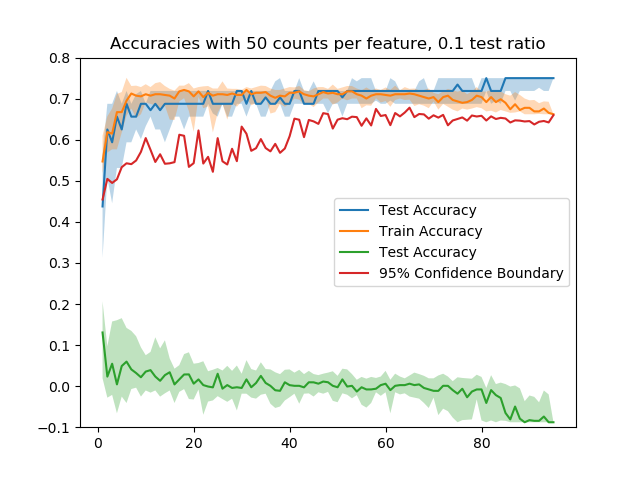 Accuracies with 50 counts per feature, 0.1 test ratio
0.8
0.7
0.6
0.5
0.4
0.3
0.2
0.1
0.0
−0.1
Test Accuracy
Train Accuracy
Test Accuracy
95% Confidence Boundary
0 20 40 60 80